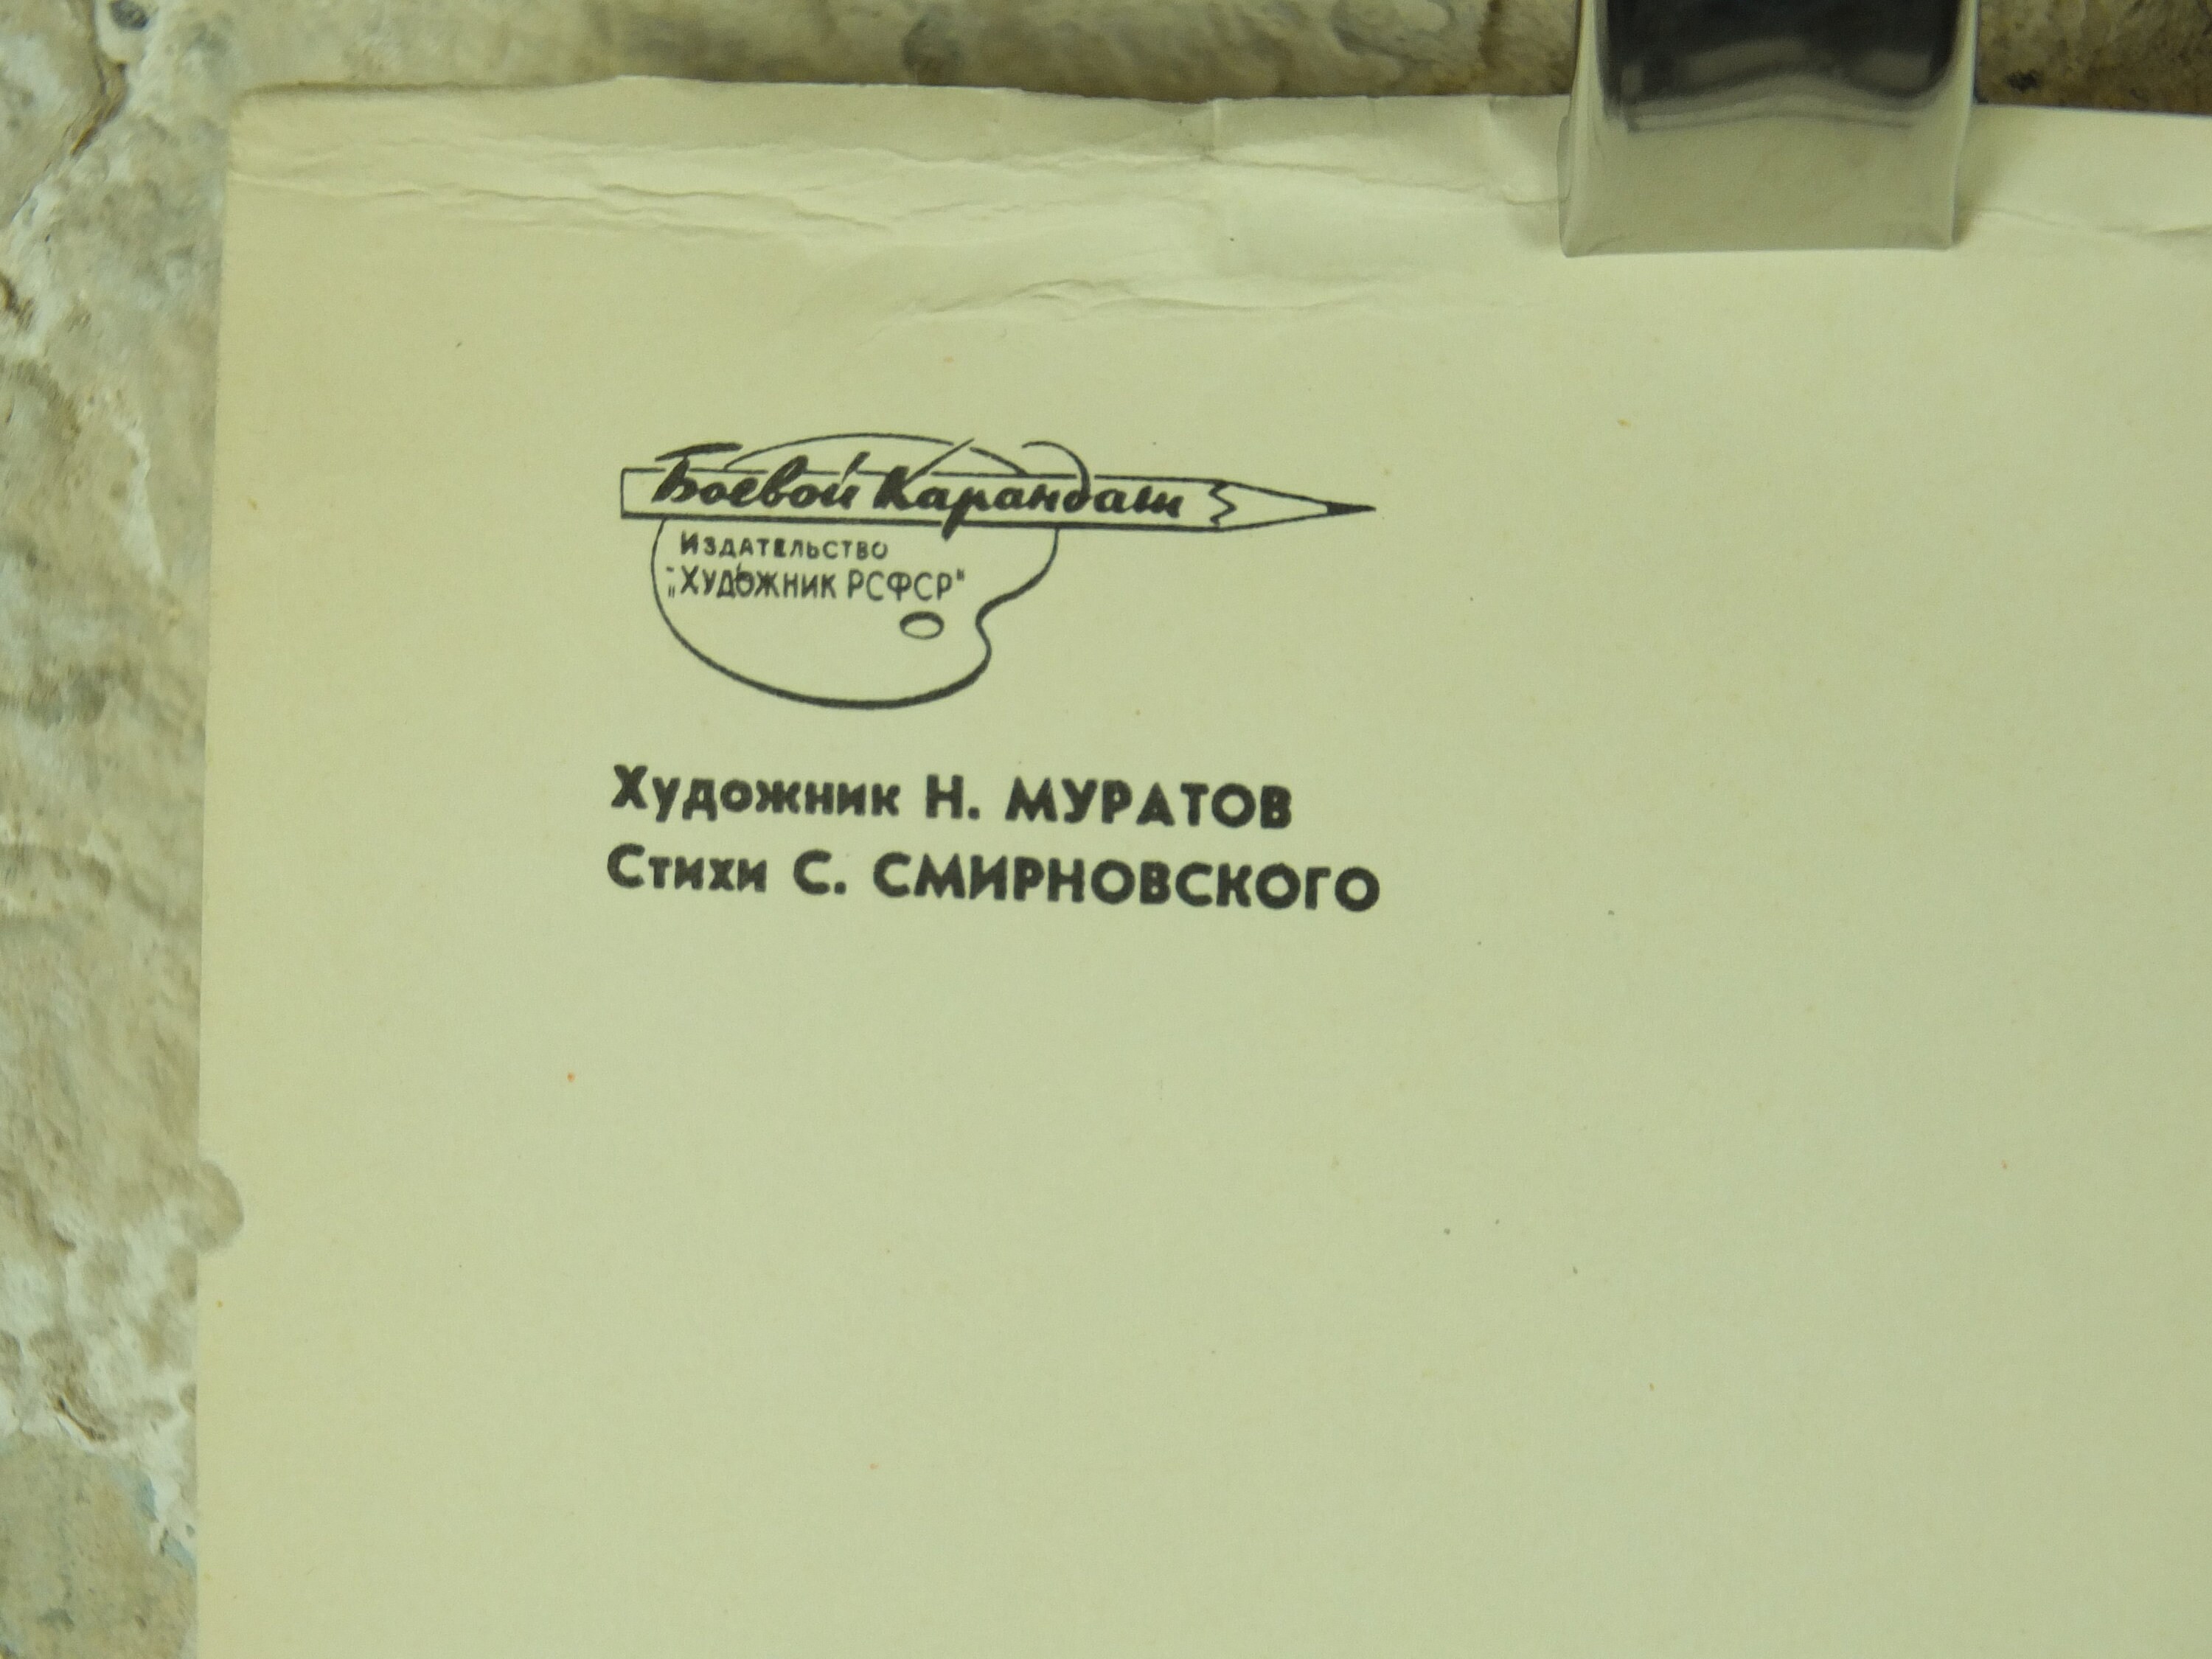 Боевой Карандаш
Издательство
„Художник РСФСР"
Художник Н. МУРАТОВ
Стихи С. СМИРНОВСКОГО